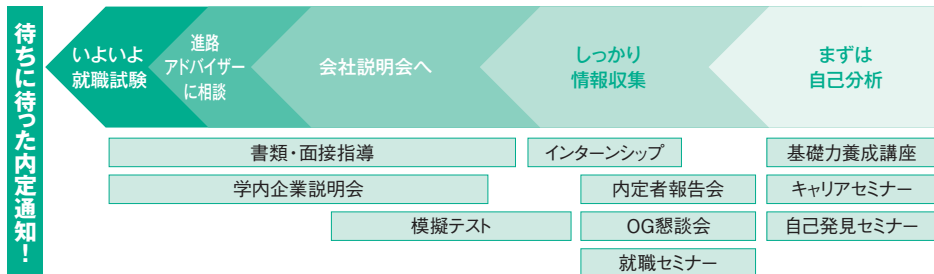 待ちに待った内定通知！
いよいよ
就職試験
進路
アドバイザー
に相談
会社説明会へ
しっかり
情報収集
まずは
自己分析
書類・面接指導
インターンシップ
基礎力養成講座
学内企業説明会
内定者報告会
キャリアセミナー
模擬テスト
OG懇談会
自己発見セミナー
就職セミナー